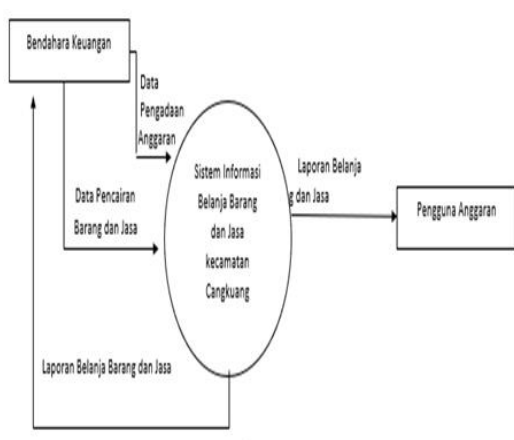 Bendahara Keuangan
Data
Pengadaan
Anggaran
Data Pencairan
Barang dan Jasa
Sistem Informasi
Belanja Barang
dan Jasa
kecamatan
Cangkuang
Laporan Belanja
g dan Jasa
Pengguna Anggaran
Laporan Belanja Barang dan Jasa